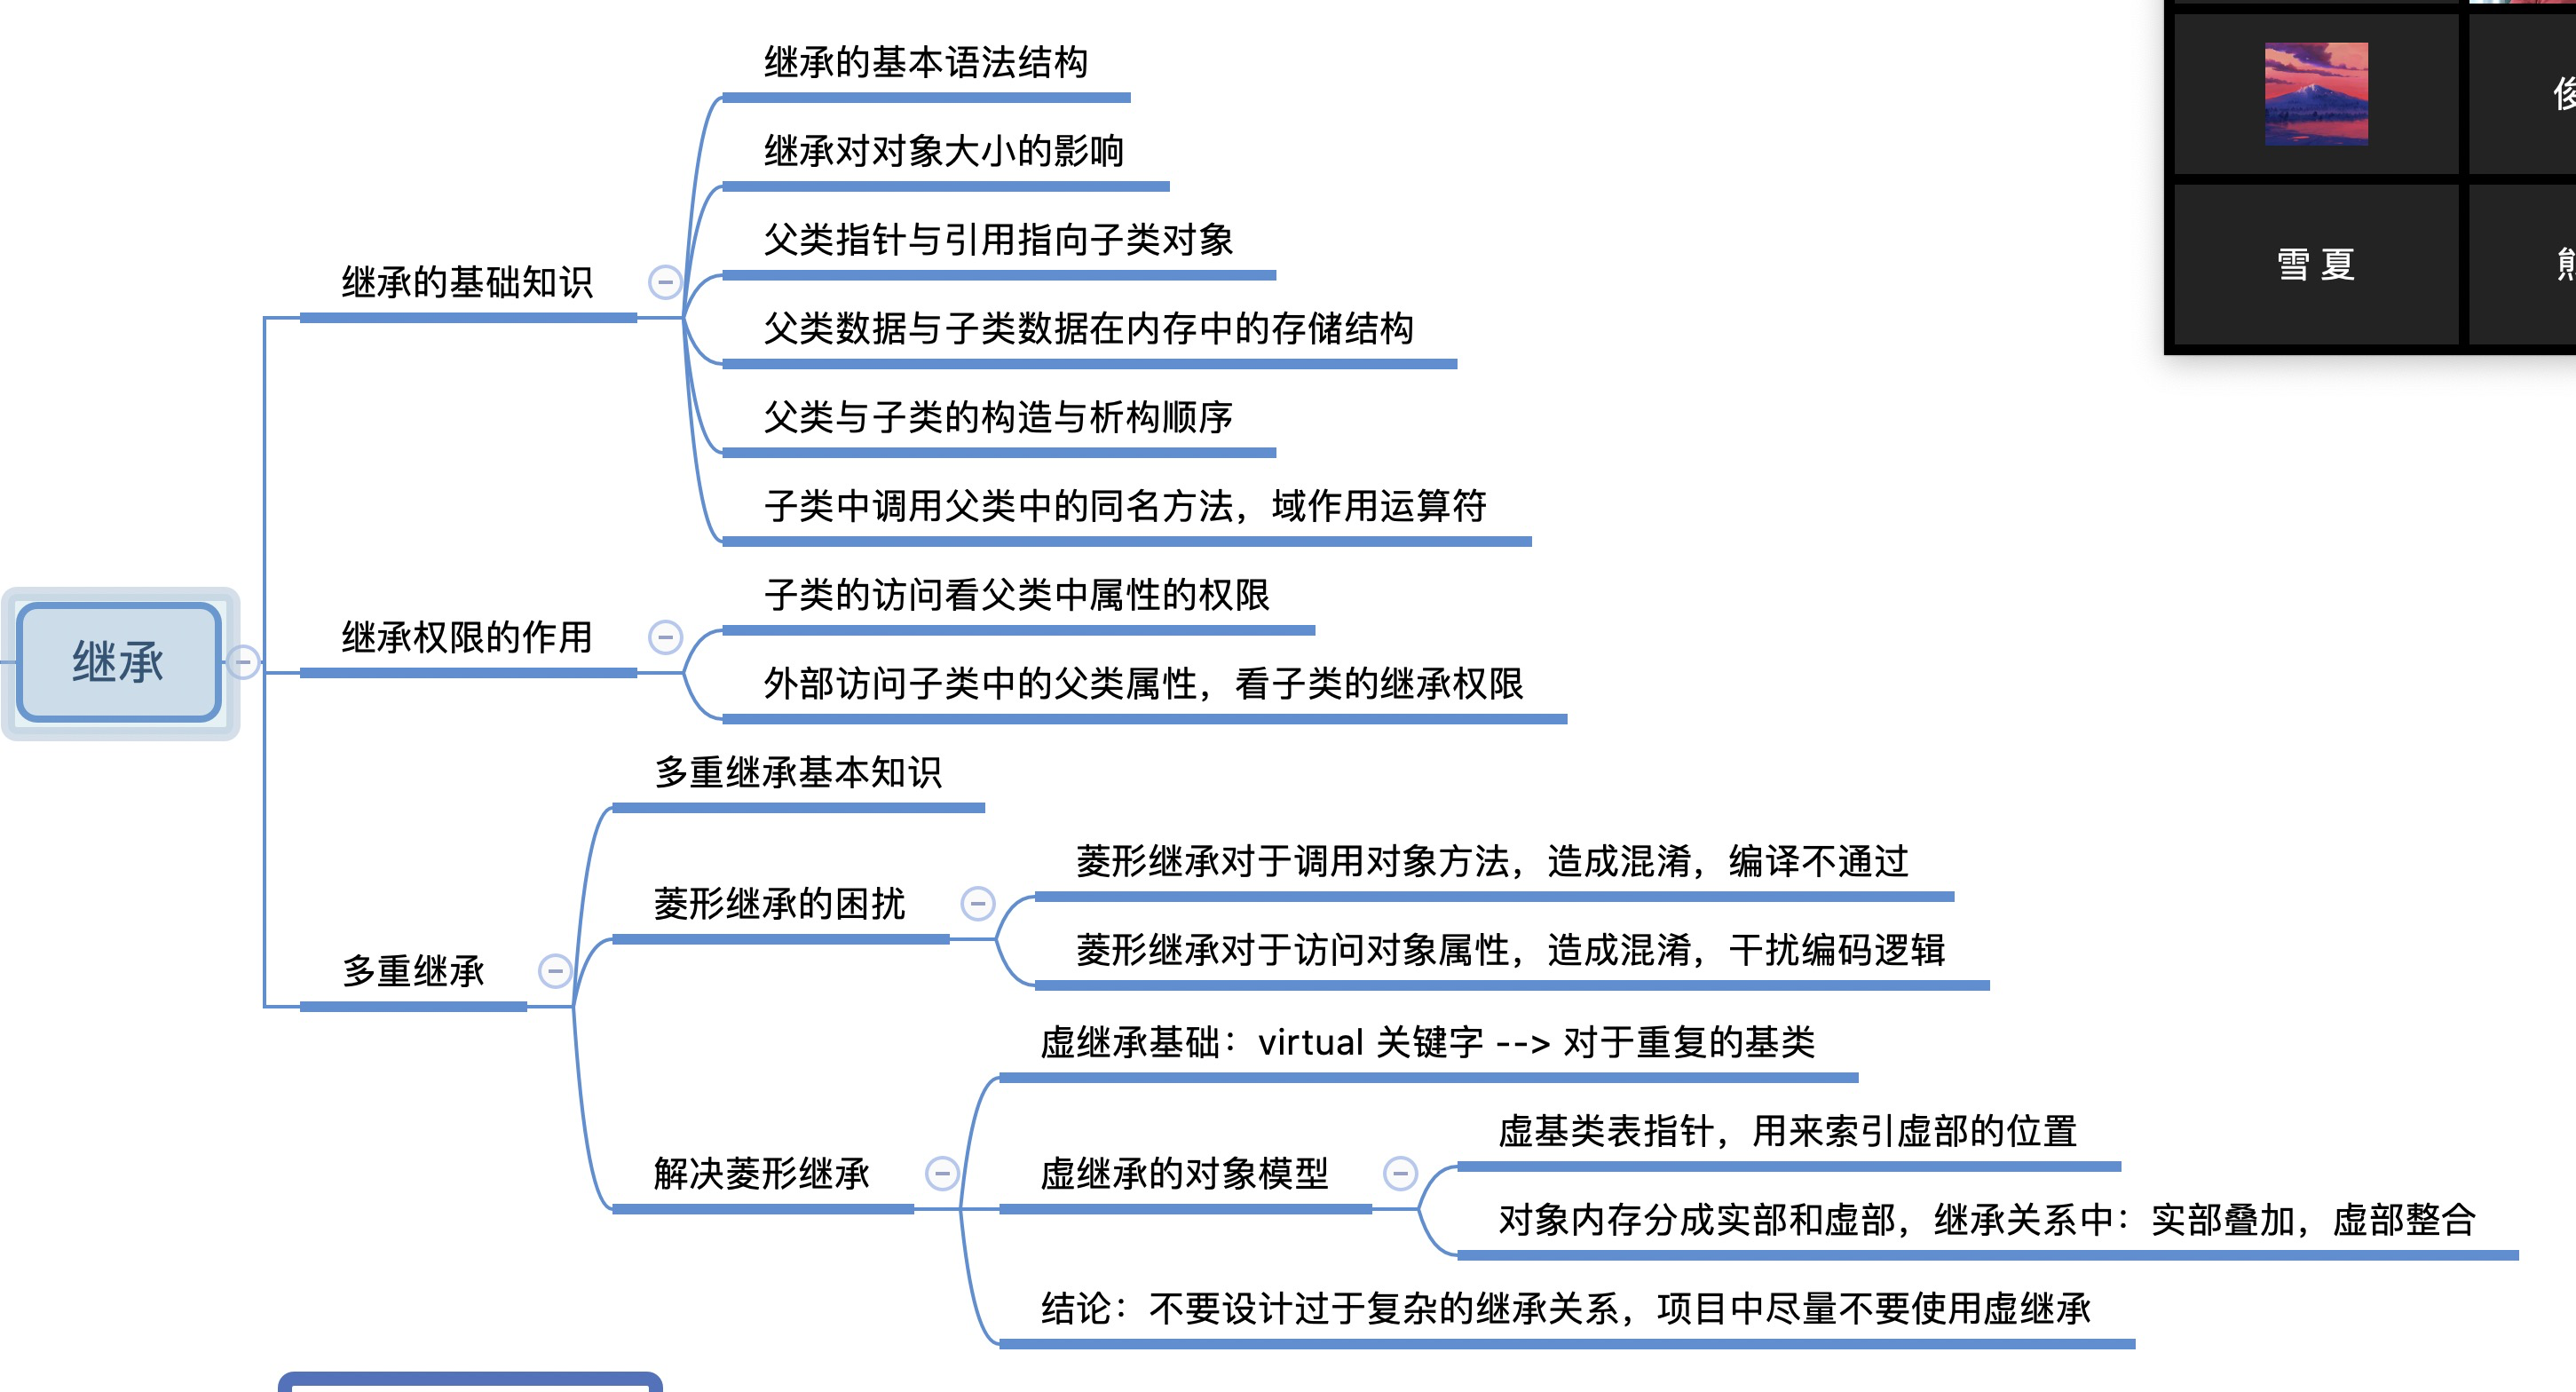 继承
继承的基础知识
继承的基本语法结构
继承对对象大小的影响
父类指针与引用指向子类对象
父类数据与子类数据在内存中的存储结构
父类与子类的构造与析构顺序
子类中调用父类中的同名方法，域作用运算符
继承权限的作用
子类的访问看父类中属性的权限
外部访问子类中的父类属性，看子类的继承权限
多重继承
多重继承基本知识
菱形继承的困扰
菱形继承对于调用对象方法，造成混淆，编译不通过
菱形继承对于访问对象属性，造成混淆，干扰编码逻辑
解决菱形继承
虚继承基础：virtual 关键字 --> 对于重复的基类
虚继承的对象模型
虚基类表指针，用来索引虚部的位置
对象内存分成实部和虚部，继承关系中：实部叠加，虚部整合
结论：不要设计过于复杂的继承关系，项目中尽量不要使用虚继承
雪 夏